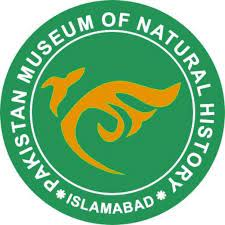 PAKISTAN MUSEUM OF NATURAL HISTORY
* ISLAMABAD *